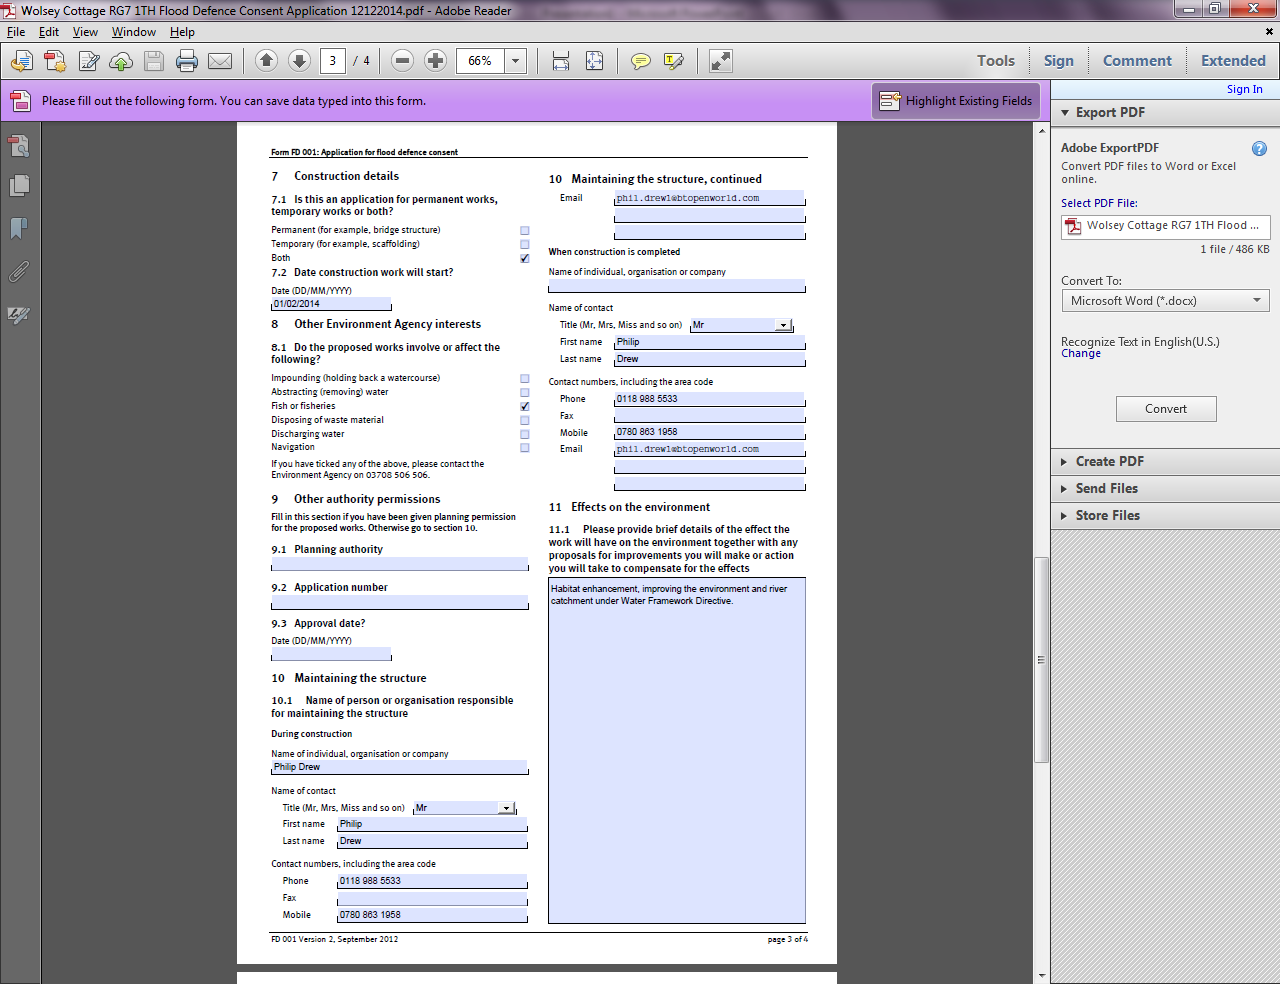 Wolsey Cottage RG7 1TH Flood Defence Consent Application 12122014.pdf - Adobe Reader
File Edit View Window Help
3 / 4 66%
Tools Sign Comment Extended
Please fill out the following form. You can save data typed into this form.
Highlight Existing Fields
Form FD 001: Application for flood defence consent
7 Construction details
7.1 Is this an application for permanent works,
temporary works or both?
Permanent (for example, bridge structure)
Temporary (for example, scaffolding)
Both
7.2 Date construction work will start?
Date (DD/MM/YYYY)
01/02/2014
8 Other Environment Agency interests
8.1 Do the proposed works involve or affect the
following?
Impounding (holding back a watercourse)
Abstracting (removing) water
Fish or fisheries
Disposing of waste material
Discharging water
Navigation
If you have ticked any of the above, please contact the
Environment Agency on 03708 506 506.
9 Other authority permissions
Fill in this section if you have been given planning permission
for the proposed works. Otherwise go to section 10.
9.1 Planning authority
9.2 Application number
9.3 Approval date?
Date (DD/MM/YYYY)
10 Maintaining the structure
10.1 Name of person or organisation responsible
for maintaining the structure
During construction
Name of individual, organisation or company
Philip Drew
Name of contact
Title (Mr, Mrs, Miss and so on) Mr
First name Philip
Last name Drew
Contact numbers, including the area code
Phone 0118 988 5533
Fax
Mobile 0780 863 1958
FD 001 Version 2, September 2012
10 Maintaining the structure, continued
Email phil.drew1@btopenworld.com
When construction is completed
Name of individual, organisation or company
Name of contact
Title (Mr, Mrs, Miss and so on) Mr
First name Philip
Last name Drew
Contact numbers, including the area code
Phone 0118 988 5533
Fax
Mobile 0780 863 1958
Email phil.drew1@btopenworld.com
11 Effects on the environment
11.1 Please provide brief details of the effect the
work will have on the environment together with any
proposals for improvements you will make or action
you will take to compensate for the effects
Habitat enhancement, improving the environment and river
catchment under Water Framework Directive.
page 3 of 4
Sign In
Export PDF
Adobe ExportPDF
Convert PDF files to Word or Excel
online.
Select PDF File:
Wolsey Cottage RG7 1TH Flood ...
1 file / 486 KB
Convert To:
Microsoft Word (*.docx)
Recognize Text in English(U.S.)
Change
Convert
Create PDF
Send Files
Store Files